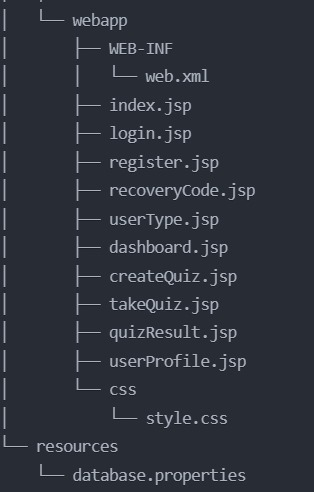 │   └── webapp
│       ├── WEB-INF
│       │   └── web.xml
│       ├── index.jsp
│       ├── login.jsp
│       ├── register.jsp
│       ├── recoveryCode.jsp
│       ├── userType.jsp
│       ├── dashboard.jsp
│       ├── createQuiz.jsp
│       ├── takeQuiz.jsp
│       ├── quizResult.jsp
│       ├── userProfile.jsp
│       └── css
│           └── style.css
└── resources
    └── database.properties